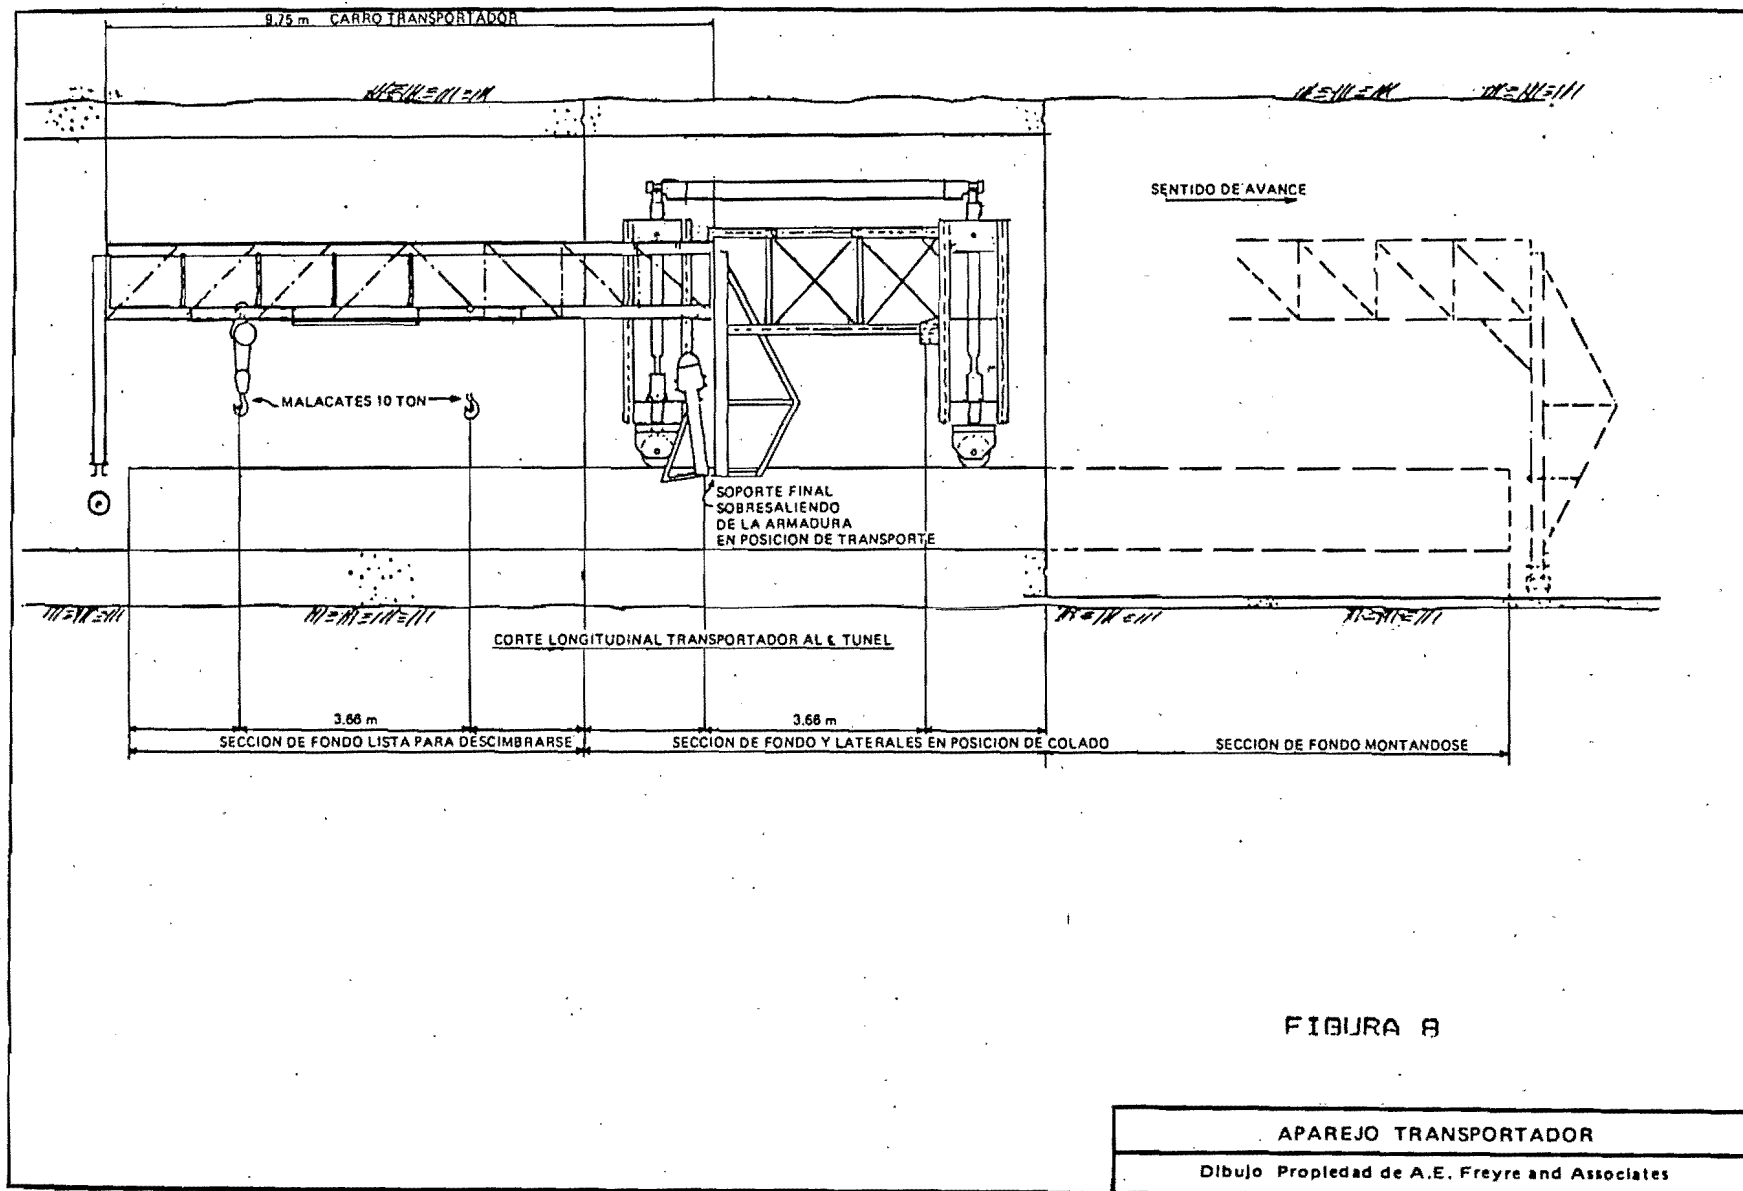 9.75 m CARRO TRANSPORTADOR
SENTIDO DE AVANCE
MALACATES 10 TON
SOPORTE FINAL
SOBRESALIENDO
DE LA ARMADURA
EN POSICION DE TRANSPORTE
CORTE LONGITUDINAL TRANSPORTADOR AL ℄ TUNEL
3.66 m
3.66 m
SECCION DE FONDO LISTA PARA DESCIMBRARSE
SECCION DE FONDO Y LATERALES EN POSICION DE COLADO
SECCION DE FONDO MONTANDOSE
FIGURA 8
APAREJO TRANSPORTADOR
Dibujo Propiedad de A.E. Freyre and Associates